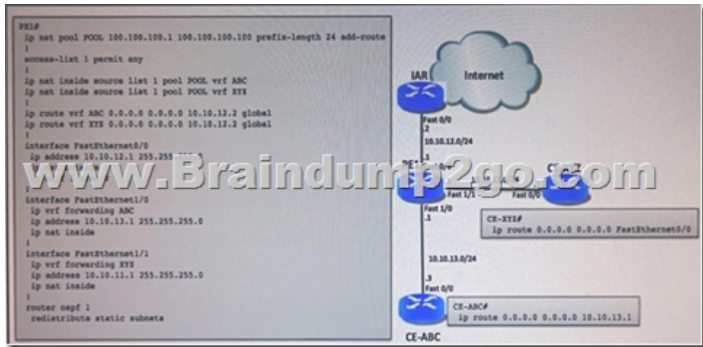 PE1#
ip nat pool POOL 100.100.100.1 100.100.100.100 prefix-length 24 add-route
!
access-list 1 permit any
!
ip nat inside source list 1 pool POOL vrf ABC
ip nat inside source list 1 pool POOL vrf XYZ
!
ip route vrf ABC 0.0.0.0 0.0.0.0 10.10.12.2 global
ip route vrf XYZ 0.0.0.0 0.0.0.0 10.10.12.2 global
!
interface FastEthernet0/0
ip address 10.10.12.1 255.255.255.0
!
interface FastEthernet1/0
ip vrf forwarding ABC
ip address 10.10.13.1 255.255.255.0
ip nat inside
!
interface FastEthernet1/1
ip vrf forwarding XYZ
ip address 10.10.11.1 255.255.255.0
ip nat inside
!
router ospf 1
redistribute static subnets
www.Braindump2go.com
IAR
Internet
Fast 0/0
.2
10.10.12.0/24
.1
Fast 1/1
Fast 0/0
Fast 1/0
.1
CE-XYZ#
ip route 0.0.0.0 0.0.0.0 FastEthernet0/0
10.10.13.0/24
.3
Fast 0/0
CE-ABC#
ip route 0.0.0.0 0.0.0.0 10.10.13.1
CE-ABC